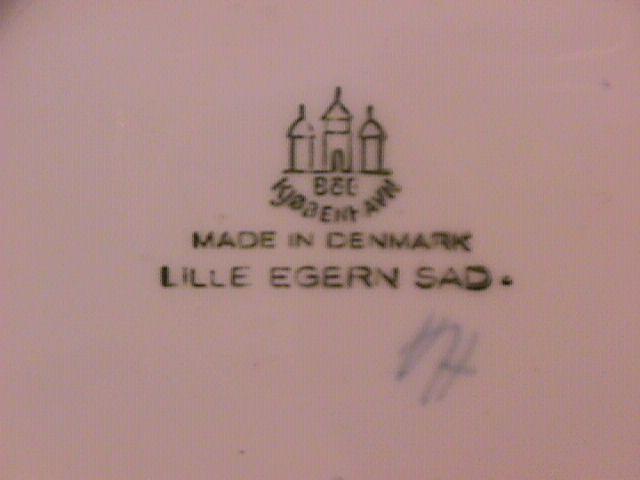 B&G
KJØBENHAVN
MADE IN DENMARK
LILLE EGERN SAD.